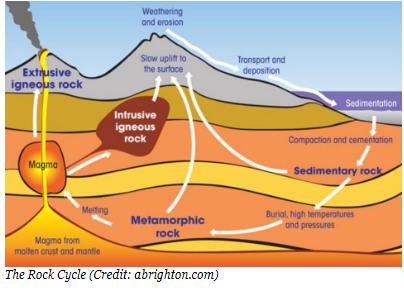 Weathering
and erosion
Slow uplift to
the surface
Transport and
deposition
Extrusive
igneous rock
Sedimentation
Intrusive
igneous
rock
Compaction and cementation
Magma
Sedimentary rock
Melting
Metamorphic
rock
Burial, high temperatures
and pressures
Magma from
molten crust and mantle
The Rock Cycle (Credit: abrighton.com)